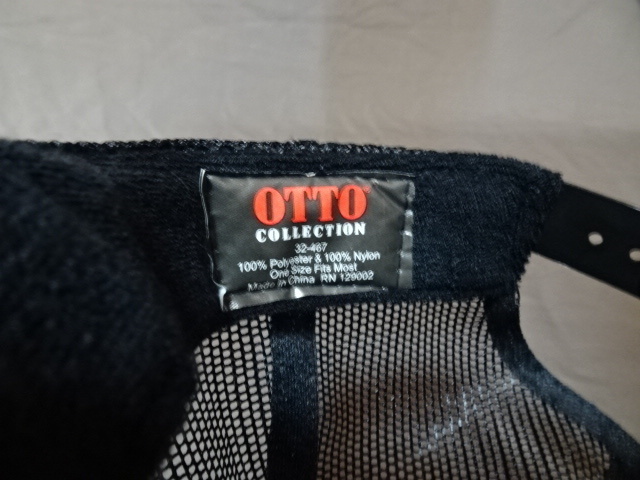 OTTO
COLLECTION
32-467
100% Polyester & 100% Nylon
One Size Fits Most
Made in China RN 129002